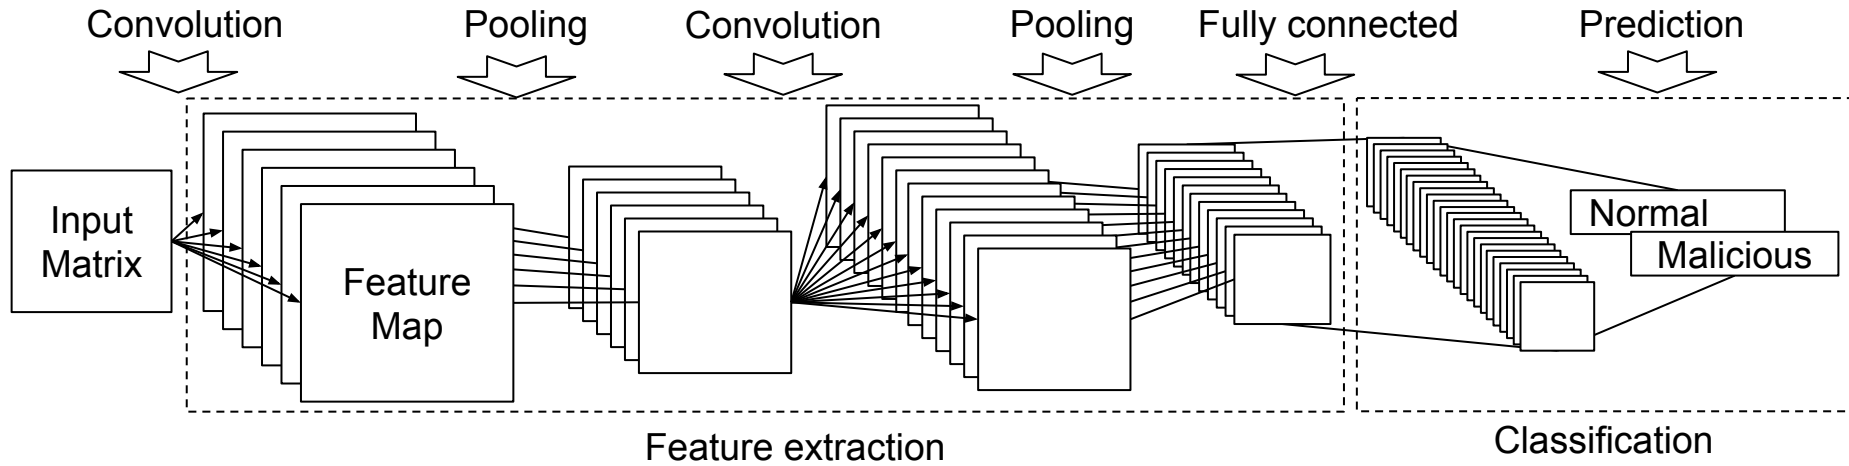 Convolution
Pooling
Convolution
Pooling
Fully connected
Prediction
Input
Matrix
Feature
Map
Normal
Malicious
Feature extraction
Classification